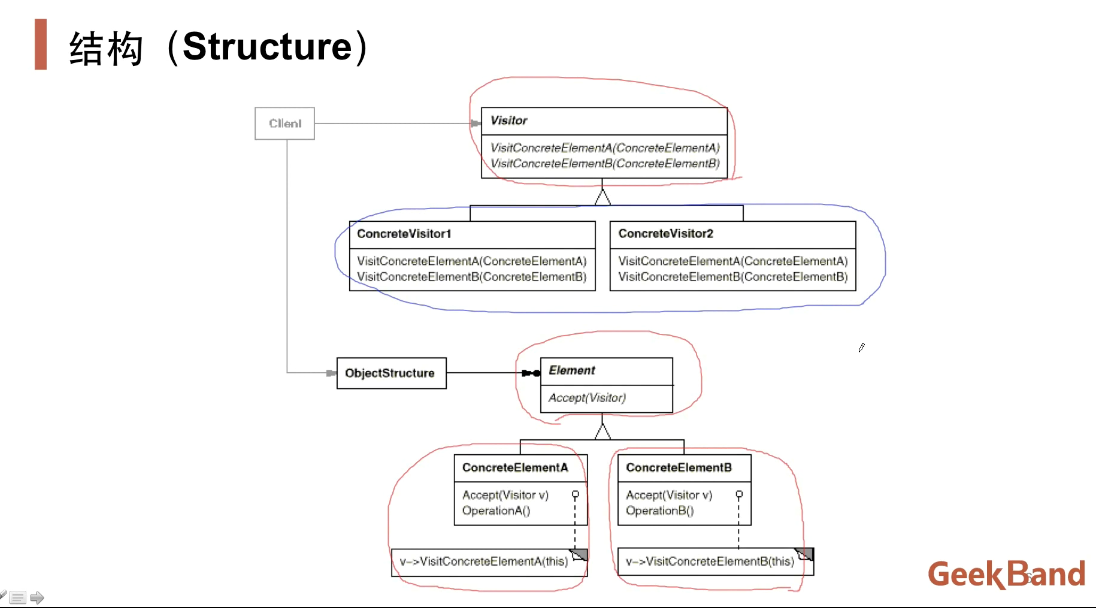 结构（Structure）
Client
Visitor
VisitConcreteElementA(ConcreteElementA)
VisitConcreteElementB(ConcreteElementB)
ConcreteVisitor1
VisitConcreteElementA(ConcreteElementA)
VisitConcreteElementB(ConcreteElementB)
ConcreteVisitor2
VisitConcreteElementA(ConcreteElementA)
VisitConcreteElementB(ConcreteElementB)
ObjectStructure
Element
Accept(Visitor)
ConcreteElementA
Accept(Visitor v)
OperationA()
v->VisitConcreteElementA(this)
ConcreteElementB
Accept(Visitor v)
OperationB()
v->VisitConcreteElementB(this)
GeekBand